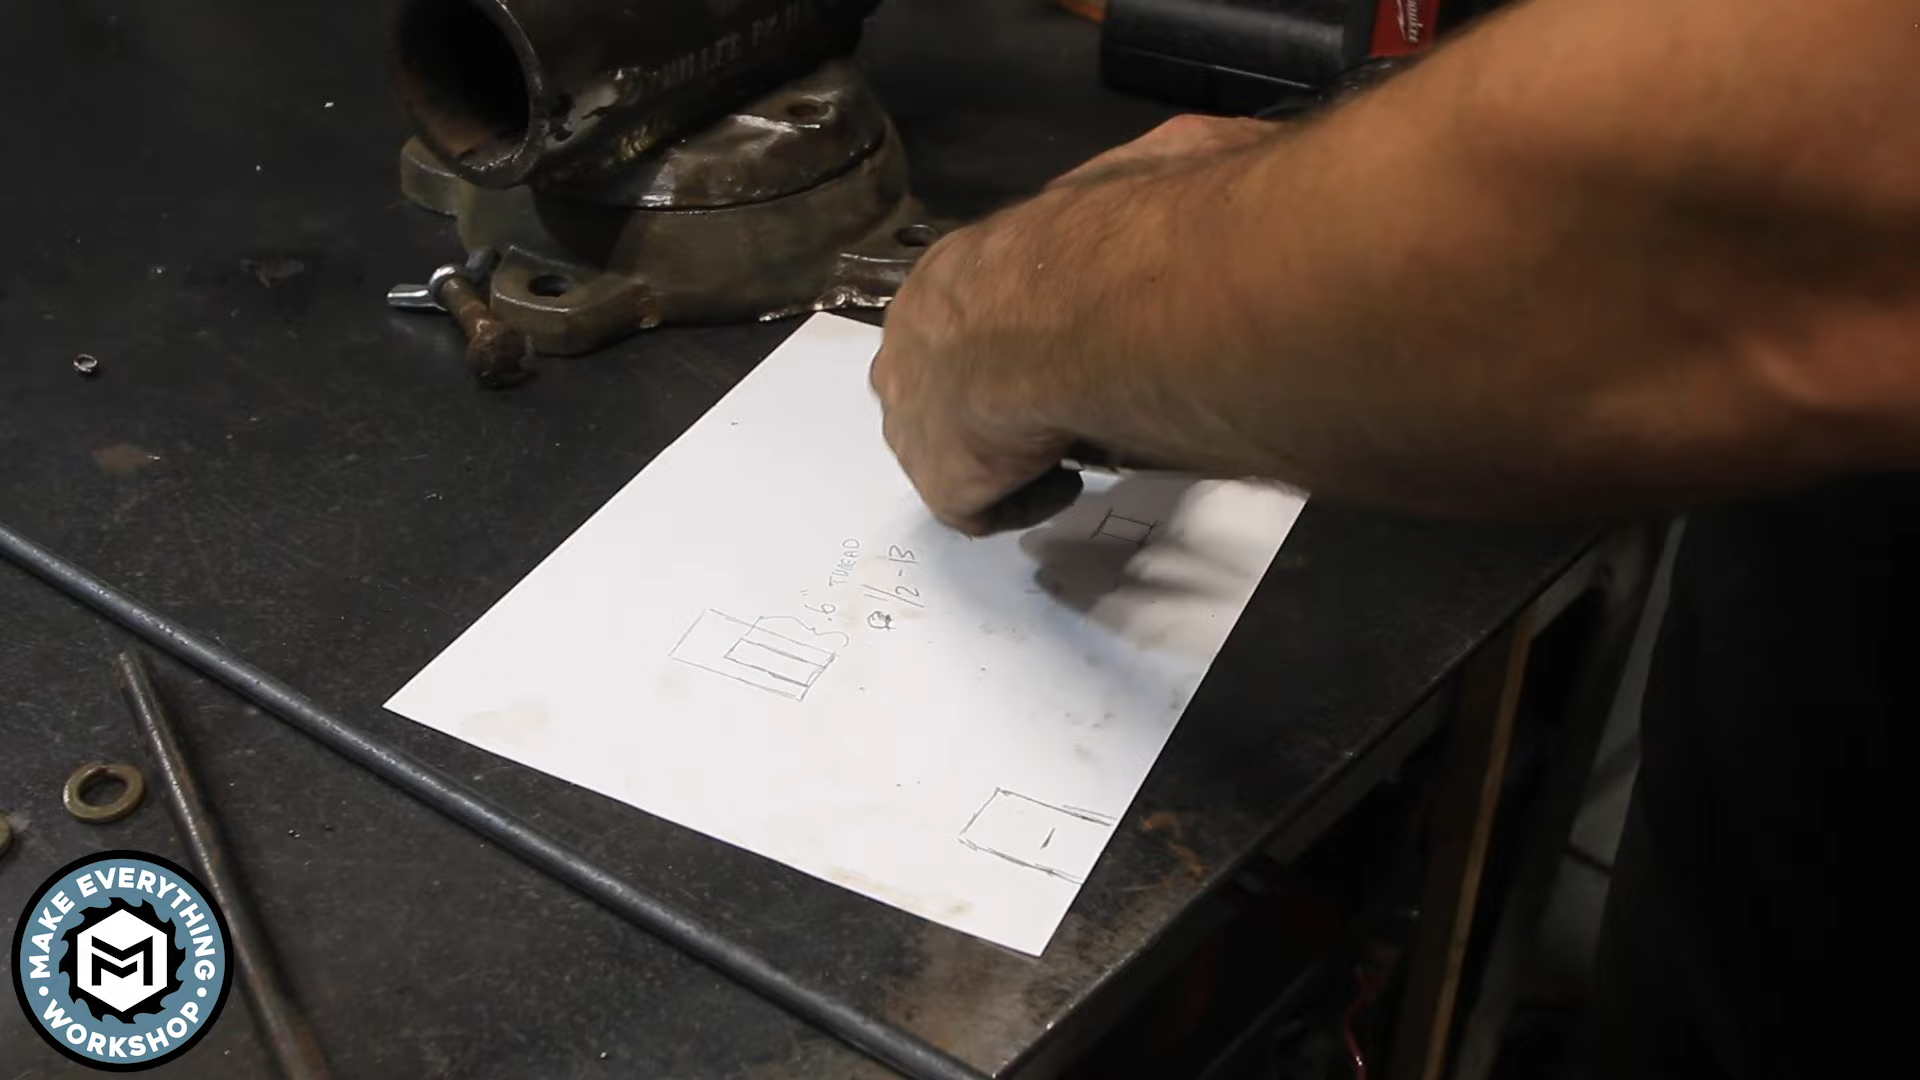 .6" THREAD
@ 1/2-13
MAKE EVERYTHING
M
• WORKSHOP •